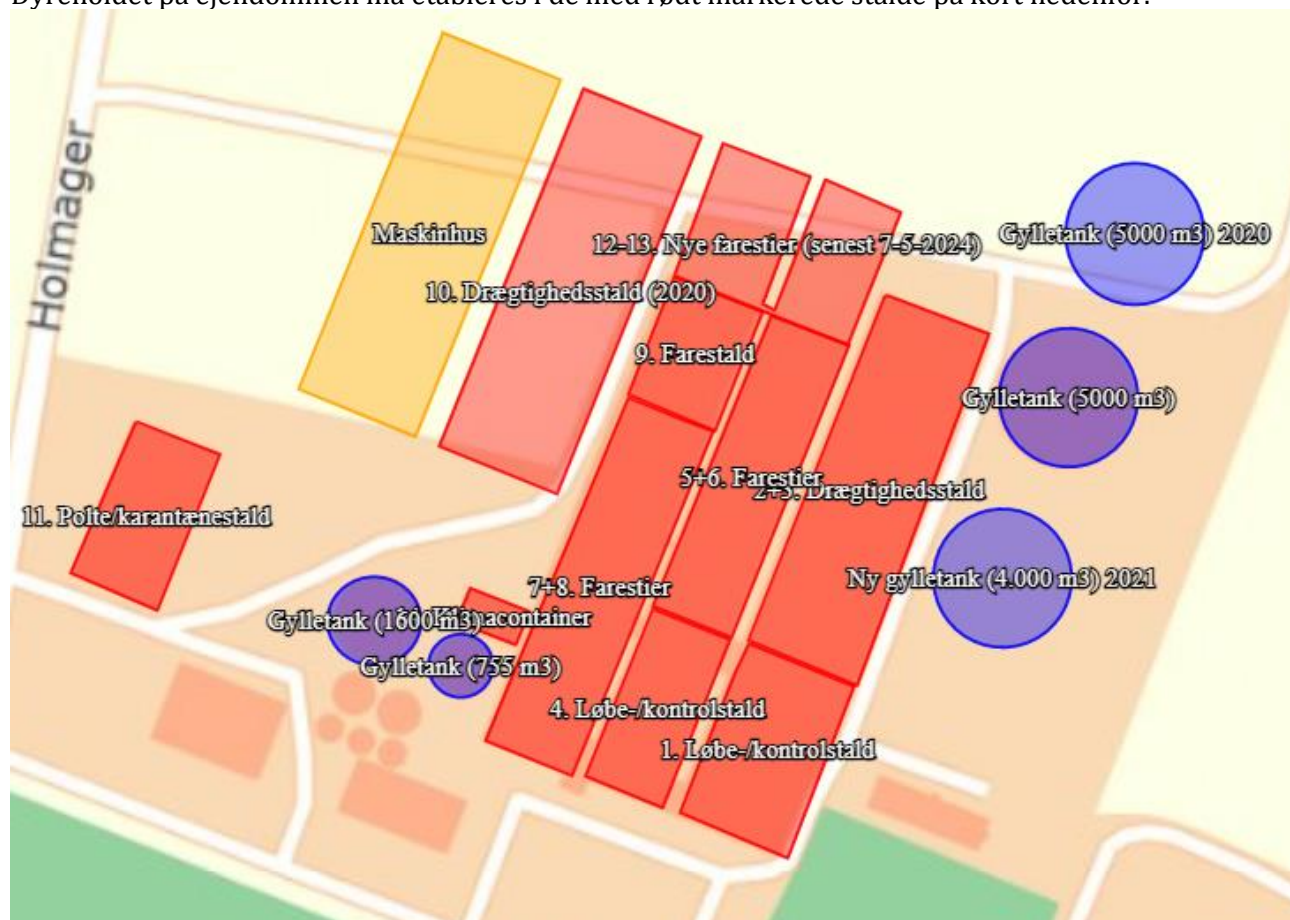 Dyreholdet på ejendommen må etableres i de med rødt markerede stalde på kort nedenfor:
Maskinhus
Holmager
12-13. Nye farestier (senest 7-5-2024)
Gylletank (5000 m3) 2020
10. Drægtighedsstald (2020)
9. Farestald
Gylletank (5000 m3)
5+6. Farestier
2+3. Drægtighedsstald
11. Polte/karantænestald
Ny gylletank (4.000 m3) 2021
7+8. Farestier
Gylletank (1600 m3)
Gylletank (755 m3)
4. Løbe-/kontrolstald
1. Løbe-/kontrolstald